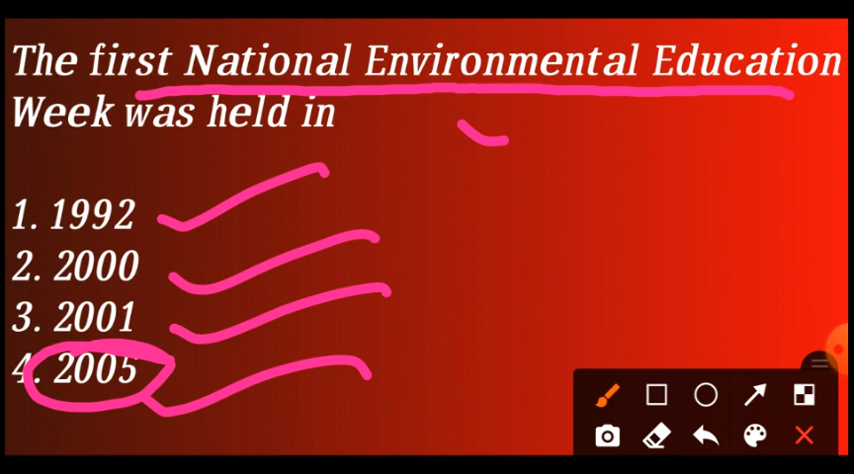 The first National Environmental Education
Week was held in
1. 1992
2. 2000
3. 2001
4. 2005